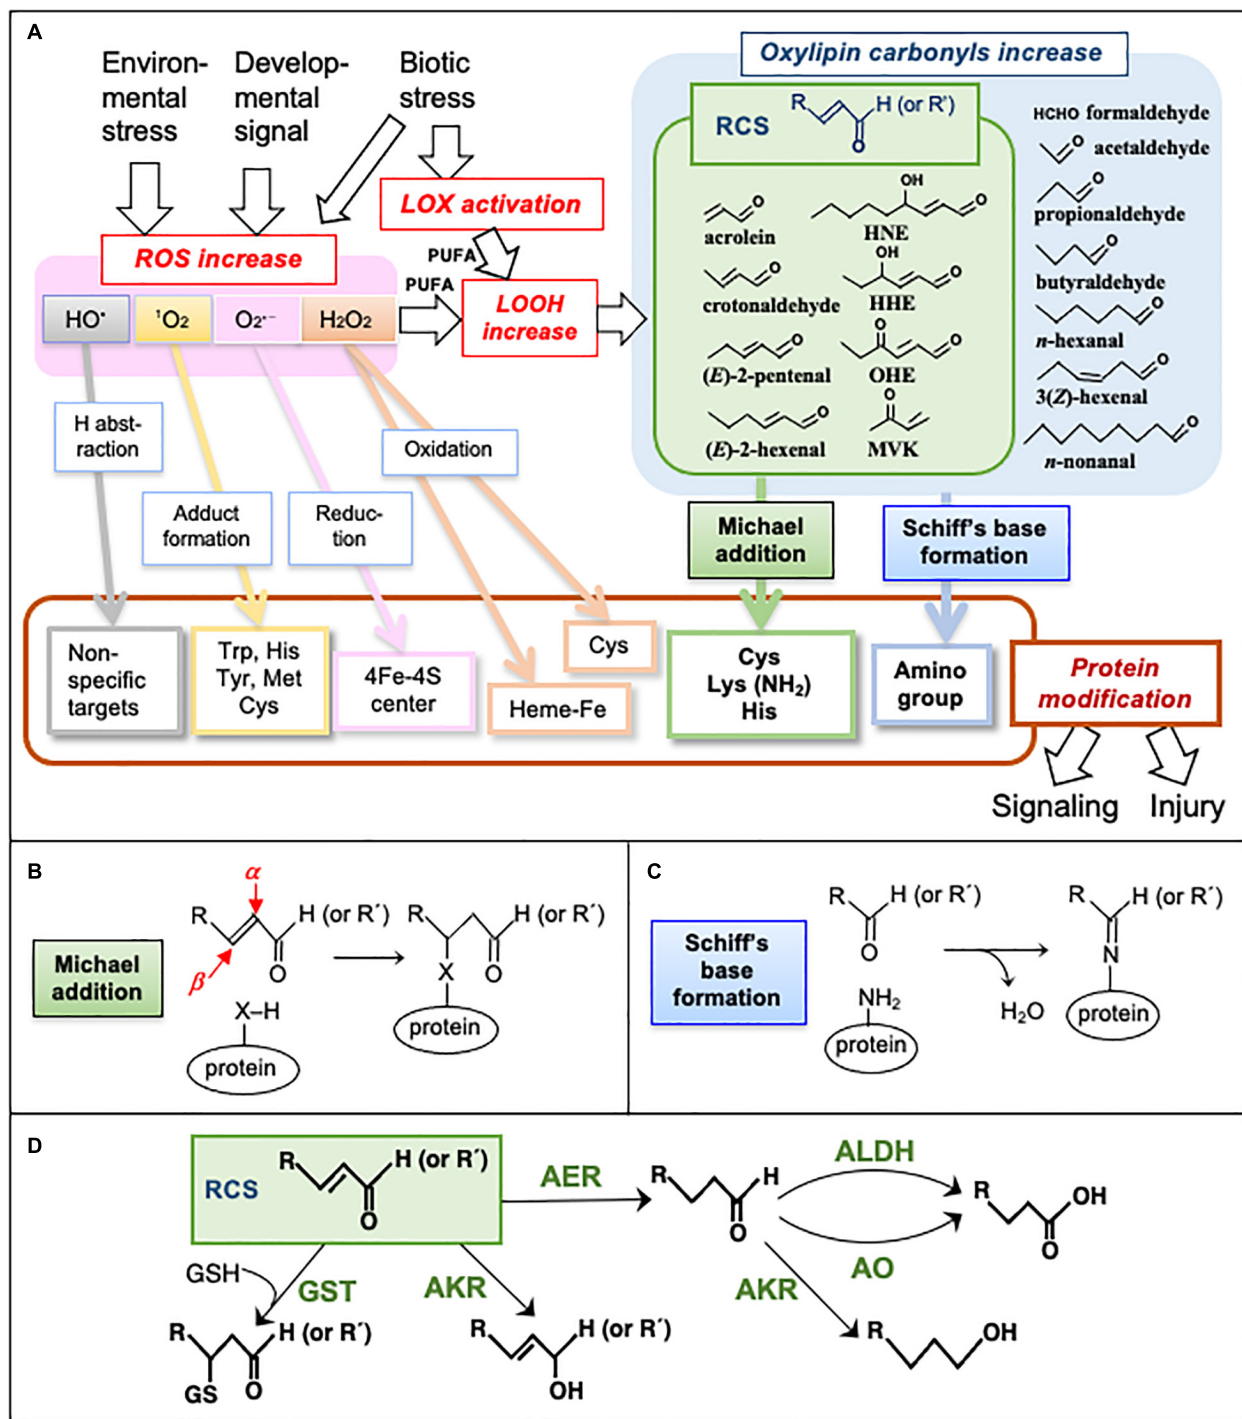 A
Environ-
mental
stress
Develop-
mental
signal
Biotic
stress
LOX activation
ROS increase
PUFA
PUFA
LOOH
increase
HO•
¹O₂
O₂•−
H₂O₂
H abst-
raction
Adduct
formation
Reduc-
tion
Oxidation
Oxylipin carbonyls increase
RCS
R
H (or R')
O
acrolein
O
HNE
OH
O
crotonaldehyde
O
HHE
OH
O
(E)-2-pentenal
O
OHE
O
O
(E)-2-hexenal
O
MVK
O
HCHO formaldehyde
O
acetaldehyde
O
propionaldehyde
O
butyraldehyde
O
n-hexanal
O
3(Z)-hexenal
O
n-nonanal
O
Michael
addition
Schiff's base
formation
Non-
specific
targets
Trp, His
Tyr, Met
Cys
4Fe-4S
center
Heme-Fe
Cys
Cys
Lys (NH₂)
His
Amino
group
Protein
modification
Signaling
Injury
B
Michael
addition
α
R
H (or R´)
β
O
X–H
protein
R
H (or R´)
X
O
protein
C
Schiff's
base
formation
R
H (or R´)
O
NH₂
protein
H₂O
R
H (or R´)
N
protein
D
RCS
R
H (or R´)
O
AER
R
H
O
ALDH
AO
R
OH
O
GSH
GST
AKR
AKR
R
H (or R´)
GS
O
R
H (or R´)
OH
R
OH